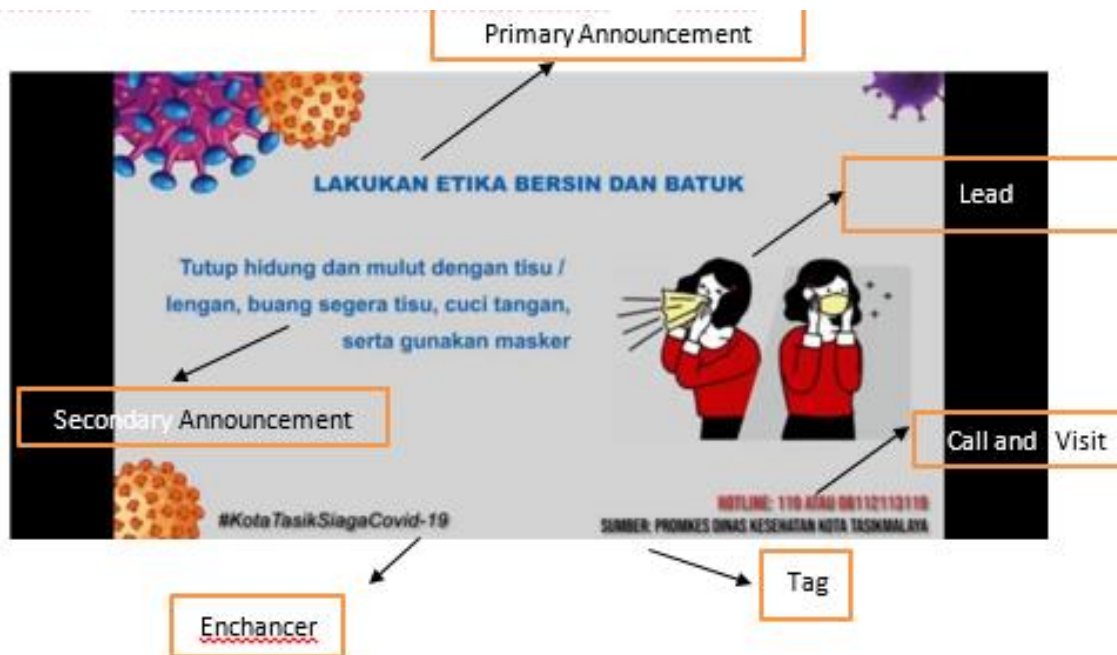 Primary Announcement
LAKUKAN ETIKA BERSIN DAN BATUK
Lead
Tutup hidung dan mulut dengan tisu /
lengan, buang segera tisu, cuci tangan,
serta gunakan masker
Secondary Announcement
Call and Visit
HOTLINE: 119 ATAU 08112113119
#KotaTasikSiagaCovid-19
SUMBER: PROMKES DINAS KESEHATAN KOTA TASIKMALAYA
Tag
Enchancer